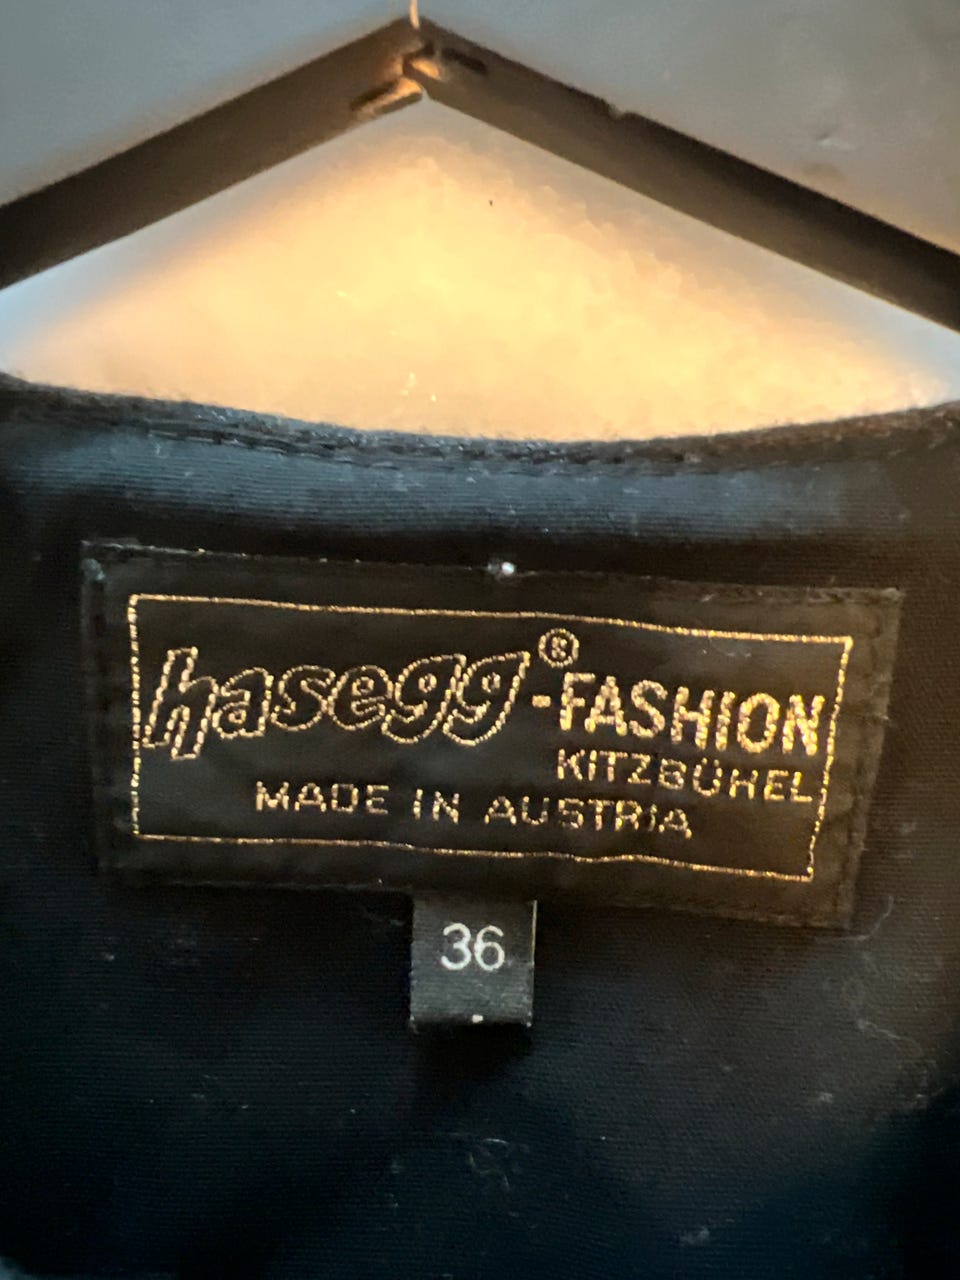 hasegg®-FASHION
KITZBÜHEL
MADE IN AUSTRIA
36